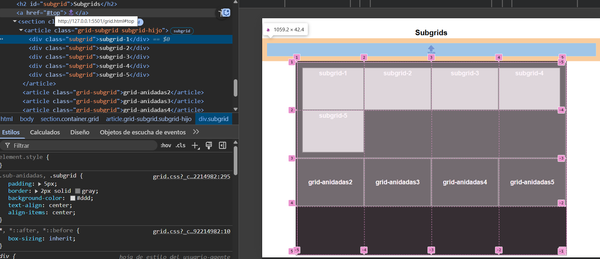 <h2 id="subgrid">Subgrids</h2>
<a href="#top">
http://127.0.0.1:5501/grid.html#top
<section cl
<article class="grid-subgrid subgrid-hijo"> subgrid
<div class="subgrid">subgrid-1</div> == $0
<div class="subgrid">subgrid-2</div>
<div class="subgrid">subgrid-3</div>
<div class="subgrid">subgrid-4</div>
<div class="subgrid">subgrid-5</div>
</article>
<article class="grid-subgrid">grid-anidadas2</article>
<article class="grid-subgrid">grid-anidadas3</article>
<article class="grid-subgrid">grid-anidadas4</article>
html body section.container.grid article.grid-subgrid.subgrid-hijo div.subgrid
Estilos Calculados Diseño Objetos de escucha de eventos
Filtrar :hov .cls
element.style {
}
.sub-anidadas, .subgrid { grid.css?_c…2214982:295
padding: 5px;
border: 2px solid gray;
background-color: #ddd;
text-align: center;
align-items: center;
}
*, *::after, *::before { grid.css?_c…92214982:10
box-sizing: inherit;
}
div { hoja de estilo del usuario-agente
1059.2 × 42.4
Subgrids
subgrid-1 subgrid-2 subgrid-3 subgrid-4
subgrid-5
grid-anidadas2 grid-anidadas3 grid-anidadas4 grid-anidadas5